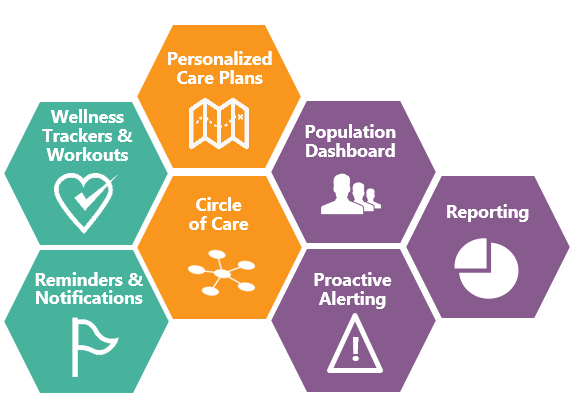 Personalized
Care Plans
Wellness
Trackers &
Workouts
Population
Dashboard
Circle
of Care
Reporting
Reminders &
Notifications
Proactive
Alerting